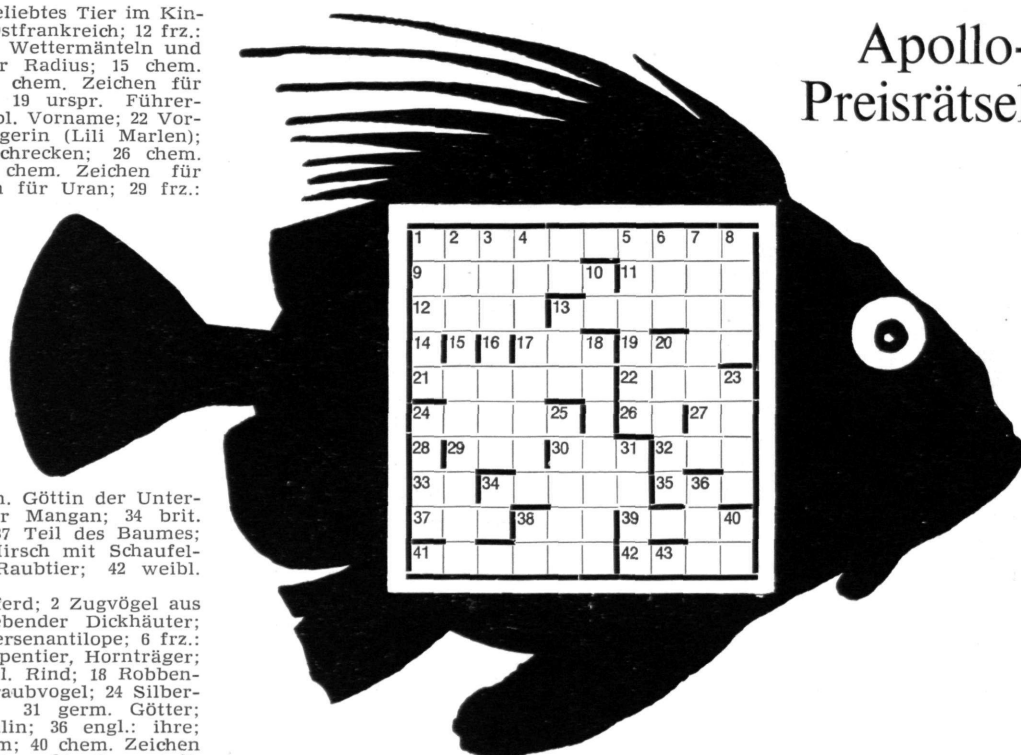 eliebtes Tier im Kin-
stfrankreich; 12 frz.:
Wettermänteln und
r Radius; 15 chem.
chem. Zeichen für
19 urspr. Führer-
bl. Vorname; 22 Vor-
gerin (Lili Marlen);
chrecken; 26 chem.
chem. Zeichen für
n für Uran; 29 frz.:
Apollo-
Preisrätsel
1 2 3 4 5 6 7 8
9 10 11
12 13
14 15 16 17 18 19 20
21 22 23
24 25 26 27
28 29 30 31 32
33 34 35 36
37 38 39 40
41 42 43
n. Göttin der Unter-
r Mangan; 34 brit.
37 Teil des Baumes;
Hirsch mit Schaufel-
Raubtier; 42 weibl.
ferd; 2 Zugvögel aus
ebender Dickhäuter;
ersenantilope; 6 frz.:
pentier, Hornträger;
l. Rind; 18 Robben-
raubvogel; 24 Silber-
31 germ. Götter;
lin; 36 engl.: ihre;
m; 40 chem. Zeichen